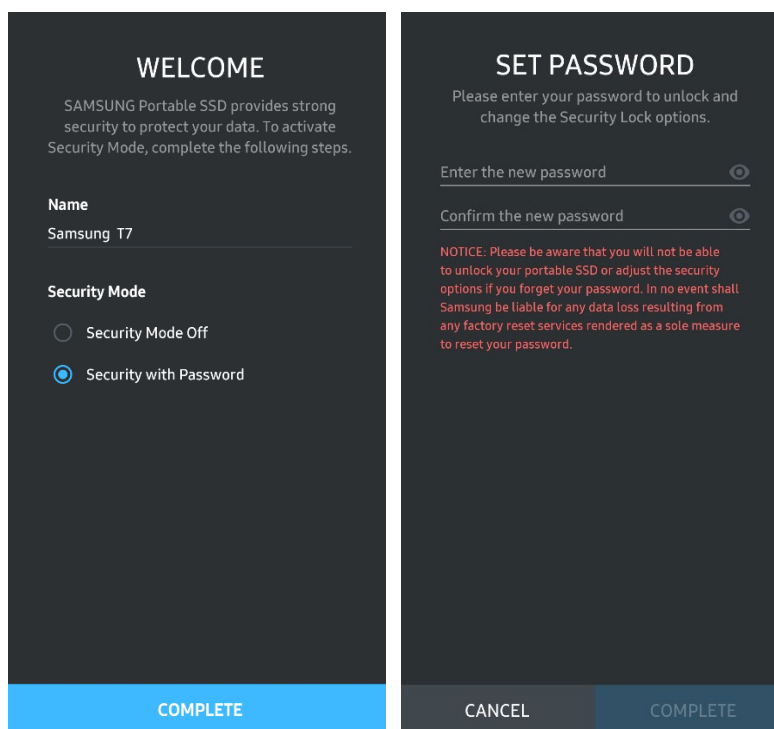 WELCOME
SAMSUNG Portable SSD provides strong
security to protect your data. To activate
Security Mode, complete the following steps.
Name
Samsung T7
Security Mode
Security Mode Off
Security with Password
COMPLETE
SET PASSWORD
Please enter your password to unlock and
change the Security Lock options.
Enter the new password
Confirm the new password
NOTICE: Please be aware that you will not be able
to unlock your portable SSD or adjust the security
options if you forget your password. In no event shall
Samsung be liable for any data loss resulting from
any factory reset services rendered as a sole measure
to reset your password.
CANCEL
COMPLETE